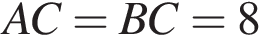 AC = BC = 8